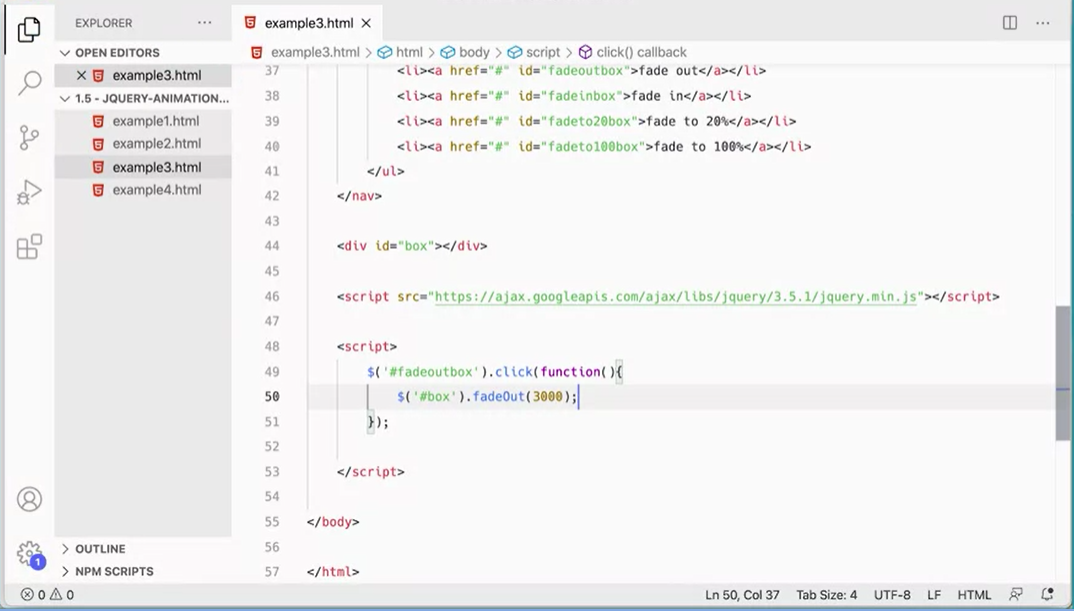 EXPLORER
OPEN EDITORS
example3.html
1.5 - JQUERY-ANIMATION...
example1.html
example2.html
example3.html
example4.html
OUTLINE
NPM SCRIPTS
1
example3.html
example3.html > html > body > script > click() callback
37 <li><a href="#" id="fadeoutbox">fade out</a></li>
38 <li><a href="#" id="fadeinbox">fade in</a></li>
39 <li><a href="#" id="fadeto20box">fade to 20%</a></li>
40 <li><a href="#" id="fadeto100box">fade to 100%</a></li>
41 </ul>
42 </nav>
43
44 <div id="box"></div>
45
46 <script src="https://ajax.googleapis.com/ajax/libs/jquery/3.5.1/jquery.min.js"></script>
47
48 <script>
49 $('#fadeoutbox').click(function(){
50 $('#box').fadeOut(3000);
51 });
52
53 </script>
54
55 </body>
56
57 </html>
0 0 Ln 50, Col 37 Tab Size: 4 UTF-8 LF HTML